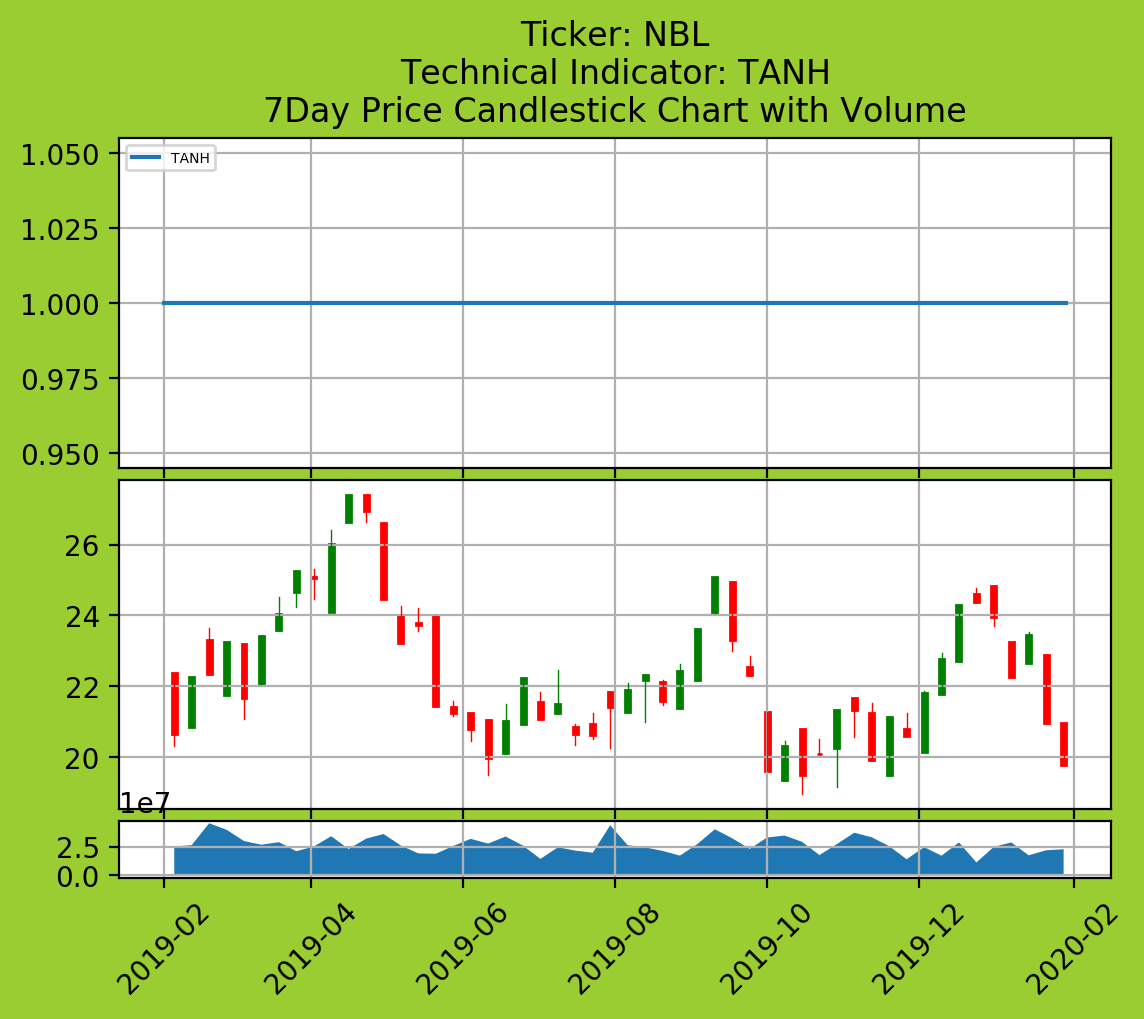 Ticker: NBL
Technical Indicator: TANH
7Day Price Candlestick Chart with Volume
1.050
TANH
1.025
1.000
0.975
0.950
26
24
22
20
1e7
2.5
0.0
2019-02 2019-04 2019-06 2019-08 2019-10 2019-12 2020-02